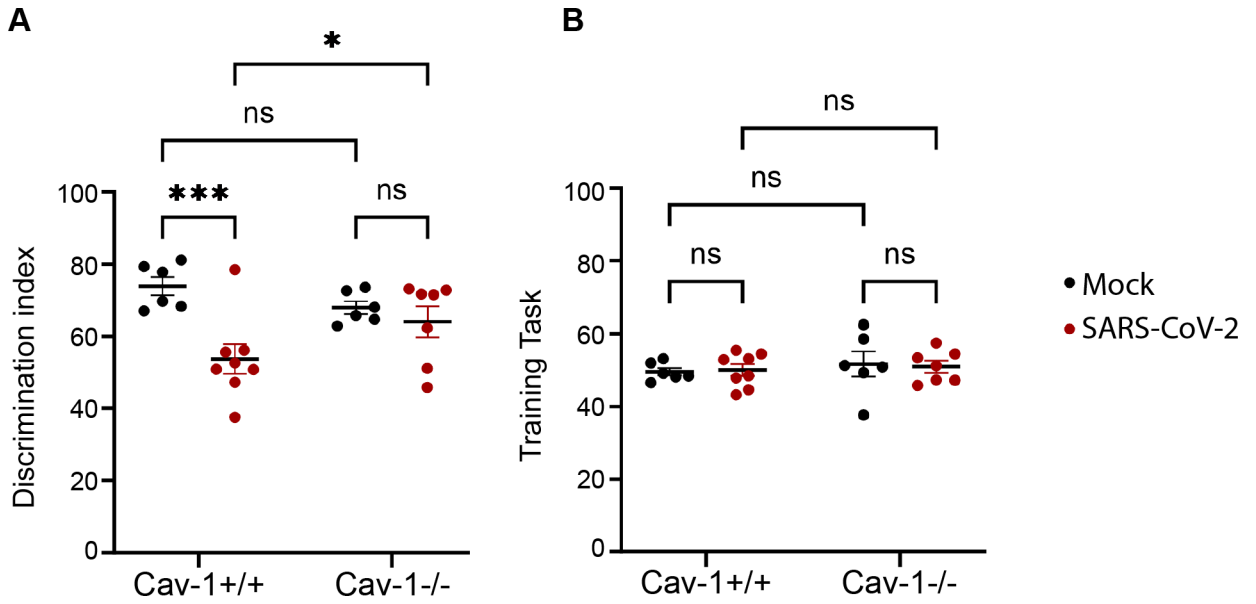 A
B
*
ns
ns
ns
***
ns
ns
ns
100
80
60
40
20
0
Discrimination index
Cav-1+/+
Cav-1-/-
100
80
60
40
20
0
Training Task
Cav-1+/+
Cav-1-/-
Mock
SARS-CoV-2